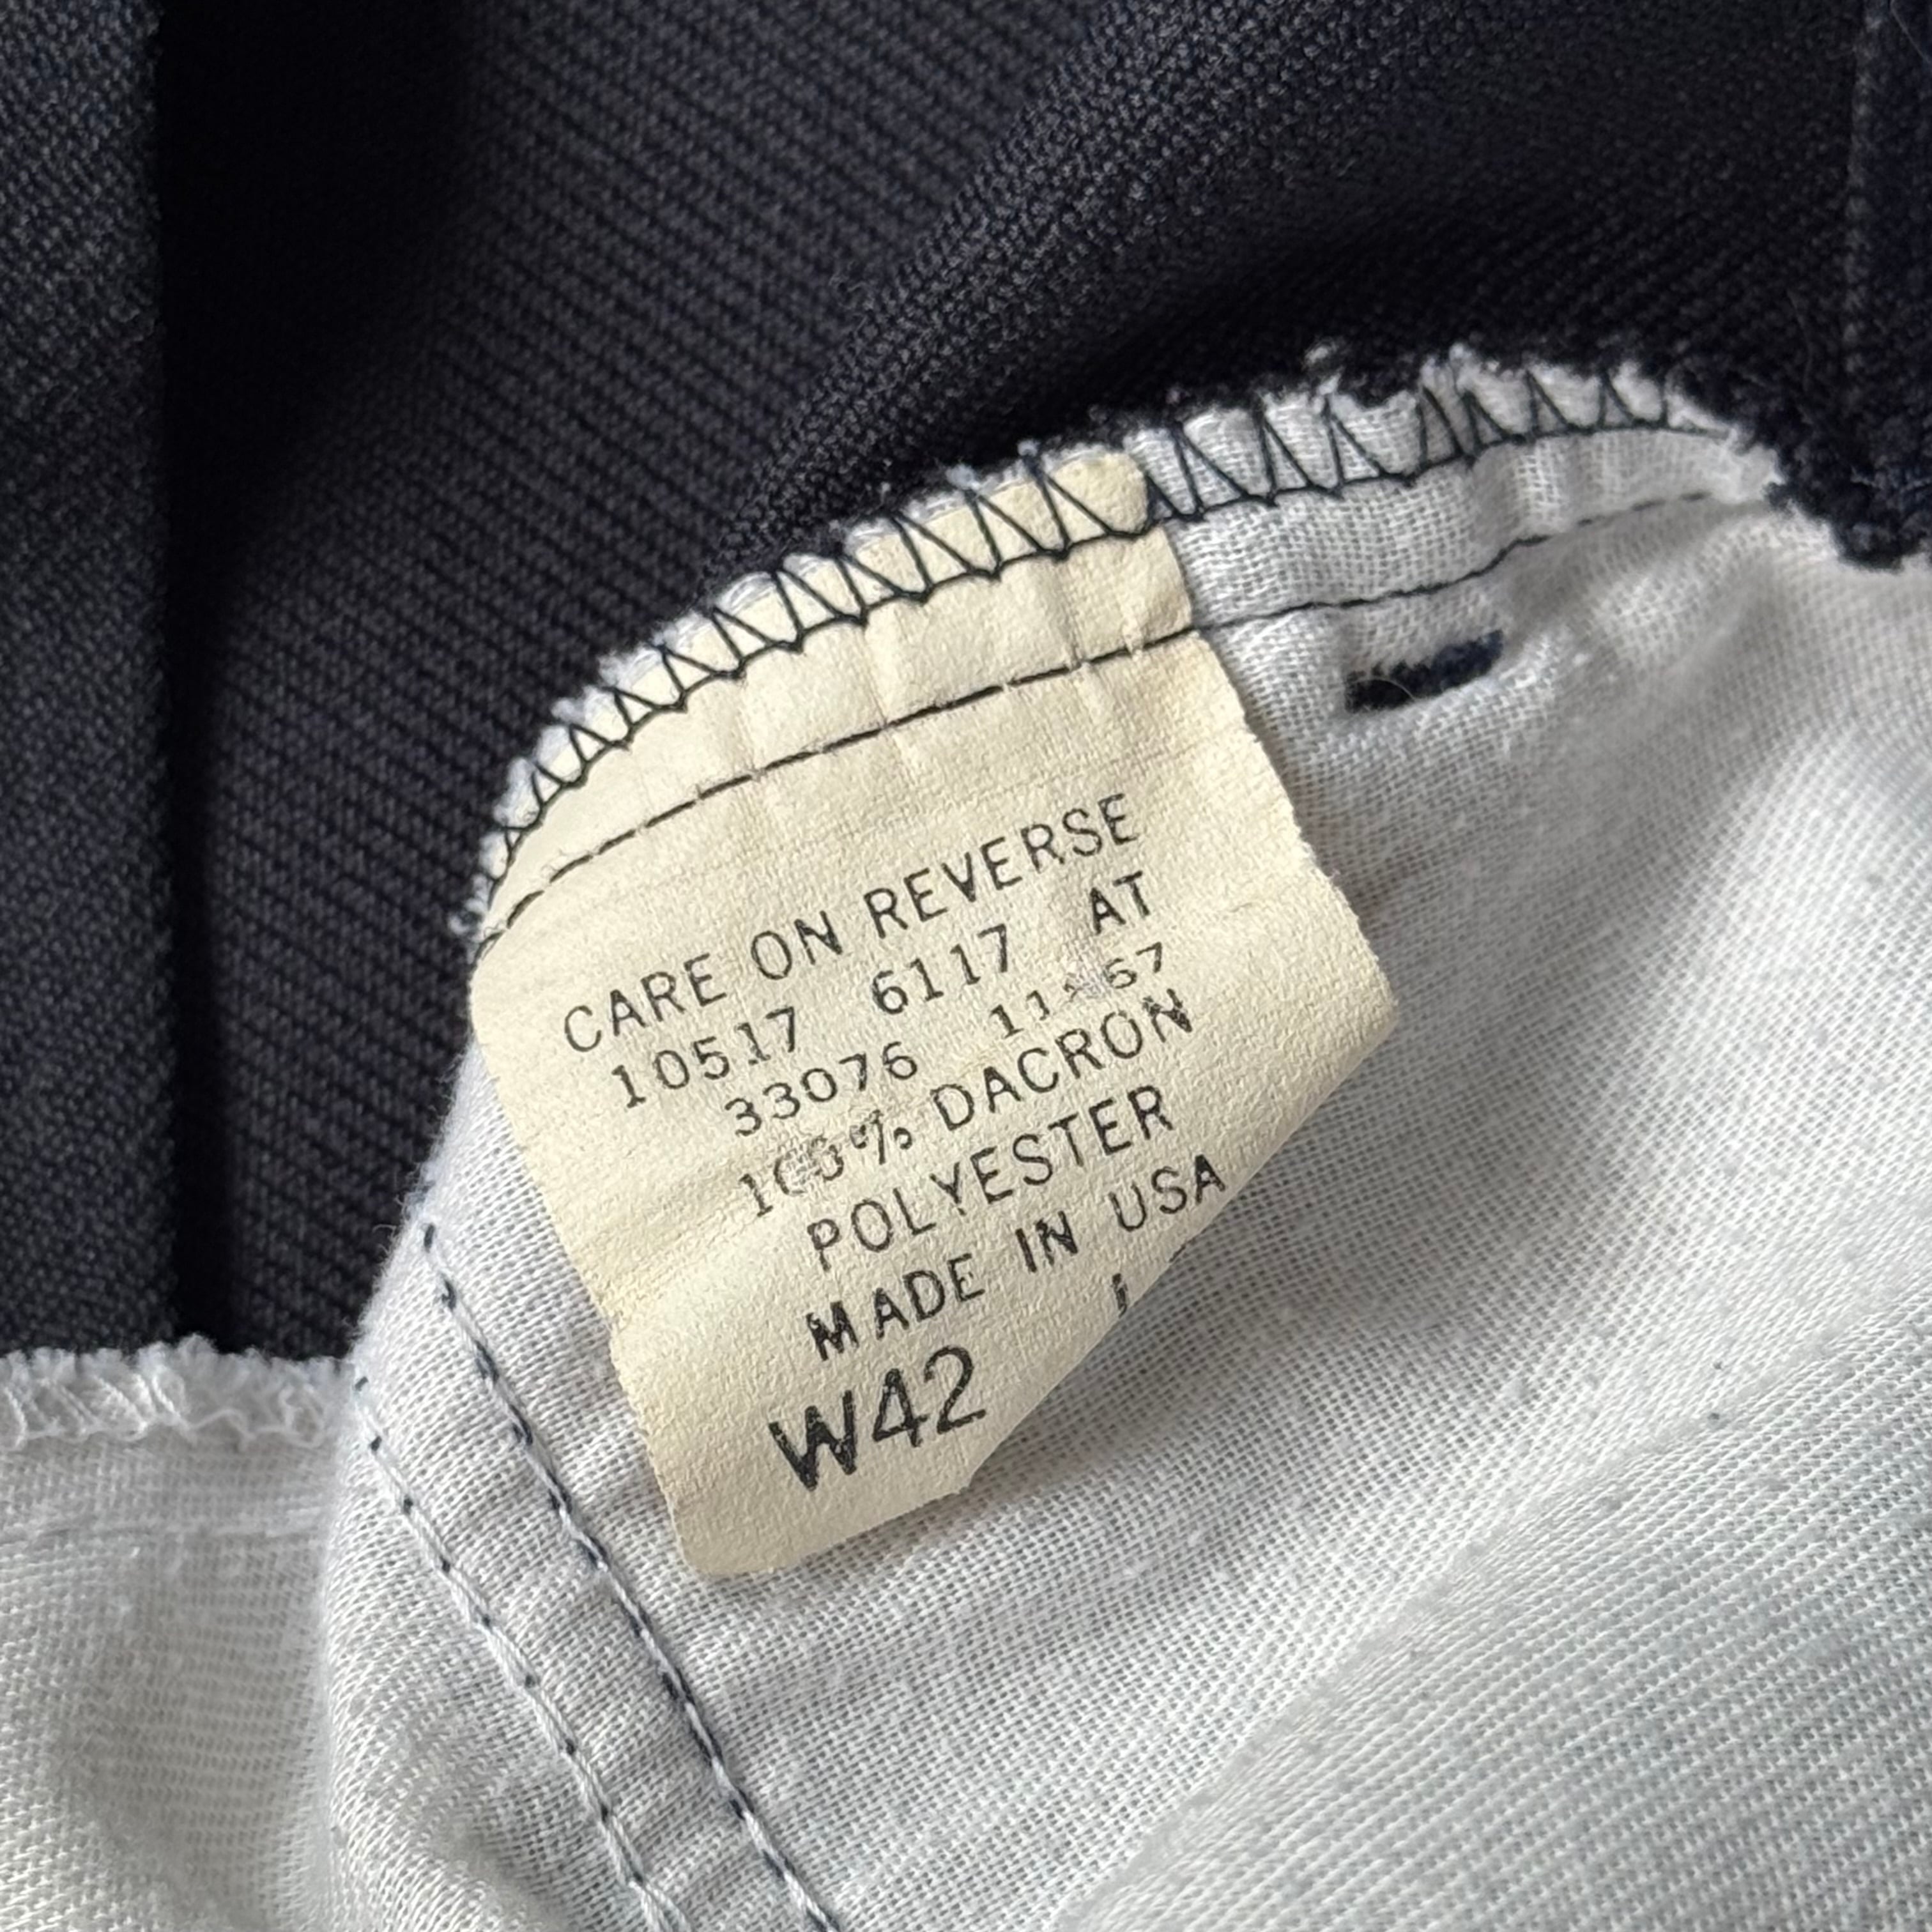 CARE ON REVERSE
10517 6117 AT
33076
100% DACRON
POLYESTER
MADE IN USA
W42